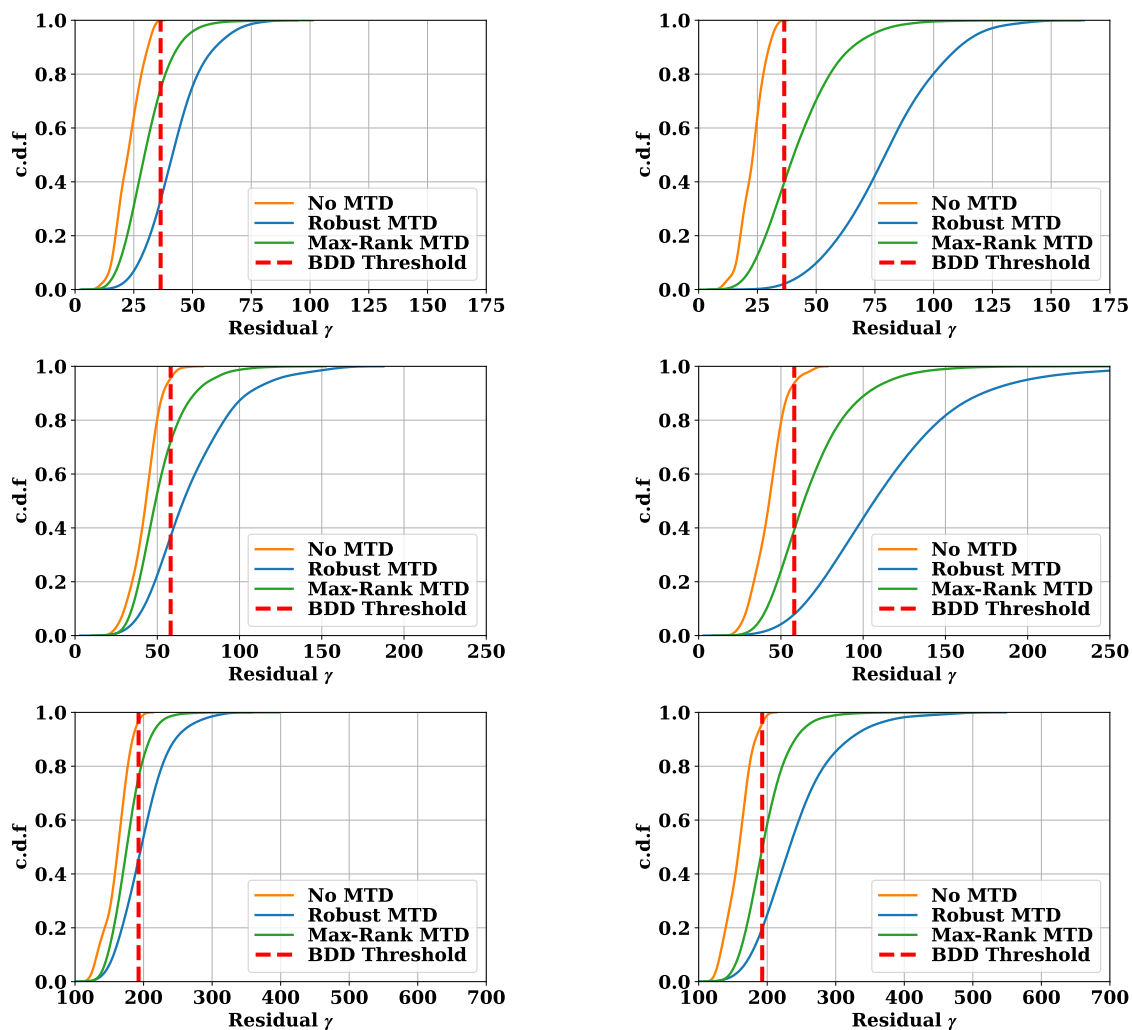 1.0
0.8
0.6
0.4
0.2
0.0
c.d.f
No MTD
Robust MTD
Max-Rank MTD
BDD Threshold
0 25 50 75 100 125 150 175
Residual γ
1.0
0.8
0.6
0.4
0.2
0.0
c.d.f
No MTD
Robust MTD
Max-Rank MTD
BDD Threshold
0 25 50 75 100 125 150 175
Residual γ
1.0
0.8
0.6
0.4
0.2
0.0
c.d.f
No MTD
Robust MTD
Max-Rank MTD
BDD Threshold
0 50 100 150 200 250
Residual γ
1.0
0.8
0.6
0.4
0.2
0.0
c.d.f
No MTD
Robust MTD
Max-Rank MTD
BDD Threshold
0 50 100 150 200 250
Residual γ
1.0
0.8
0.6
0.4
0.2
0.0
c.d.f
No MTD
Robust MTD
Max-Rank MTD
BDD Threshold
100 200 300 400 500 600 700
Residual γ
1.0
0.8
0.6
0.4
0.2
0.0
c.d.f
No MTD
Robust MTD
Max-Rank MTD
BDD Threshold
100 200 300 400 500 600 700
Residual γ